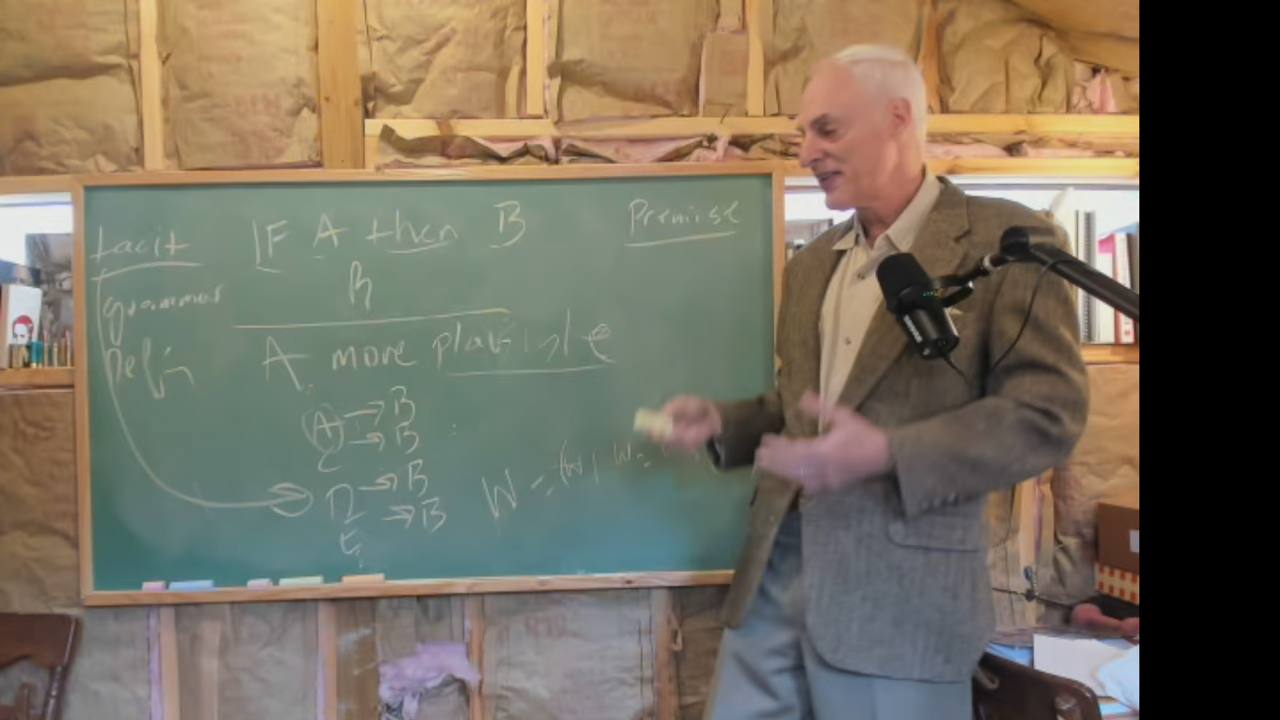 tacit
IF A then B
Premise
grammar
B
Defin
A more plausible
A → B
C → B
D → B
E → B
W =